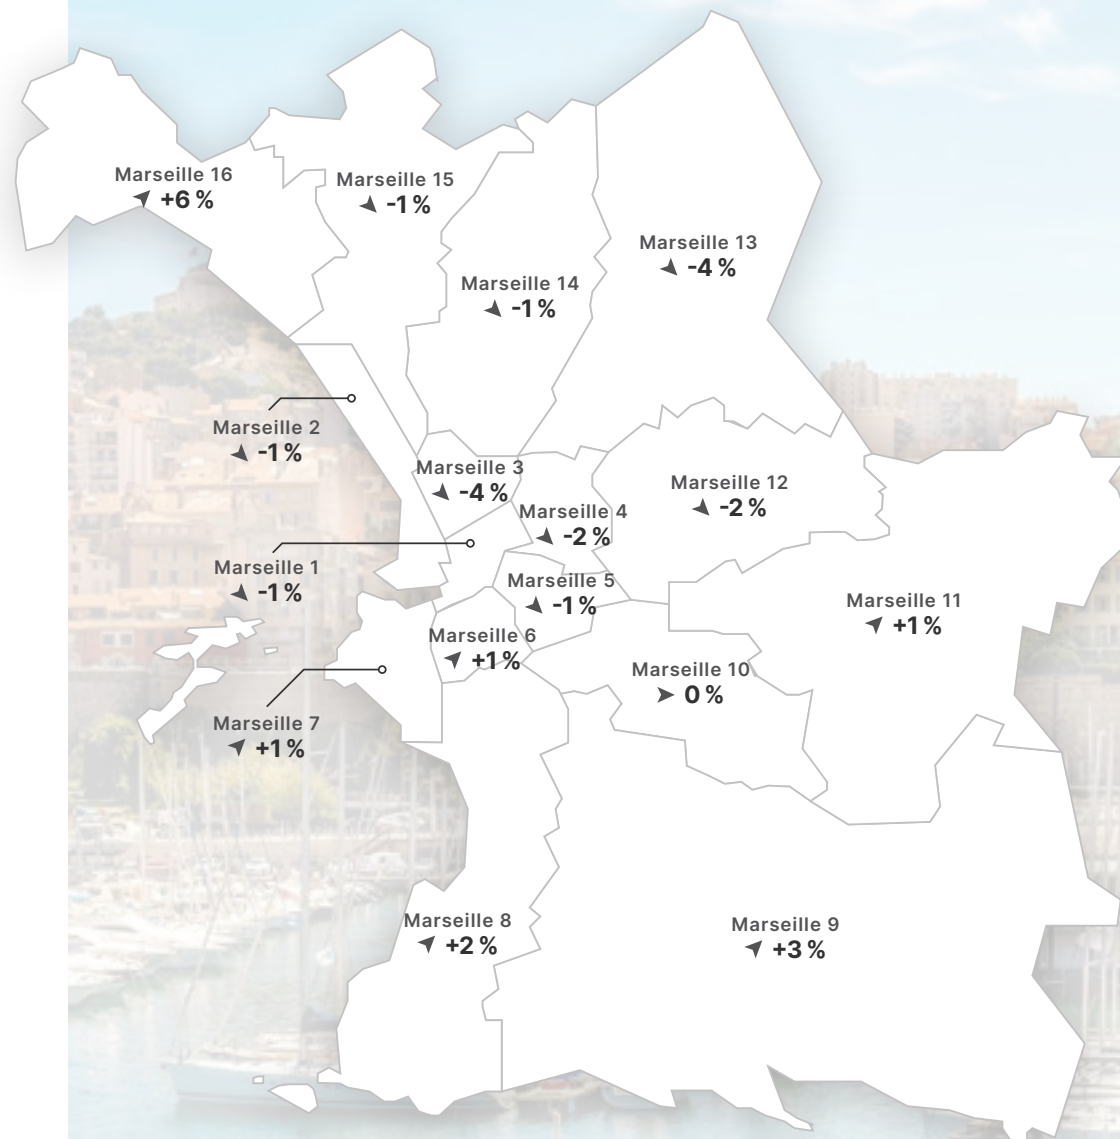 Marseille 16
+6 %
Marseille 15
-1 %
Marseille 13
-4 %
Marseille 14
-1 %
Marseille 2
-1 %
Marseille 3
-4 %
Marseille 12
-2 %
Marseille 4
-2 %
Marseille 1
-1 %
Marseille 5
-1 %
Marseille 11
+1 %
Marseille 6
+1 %
Marseille 10
0 %
Marseille 7
+1 %
Marseille 8
+2 %
Marseille 9
+3 %